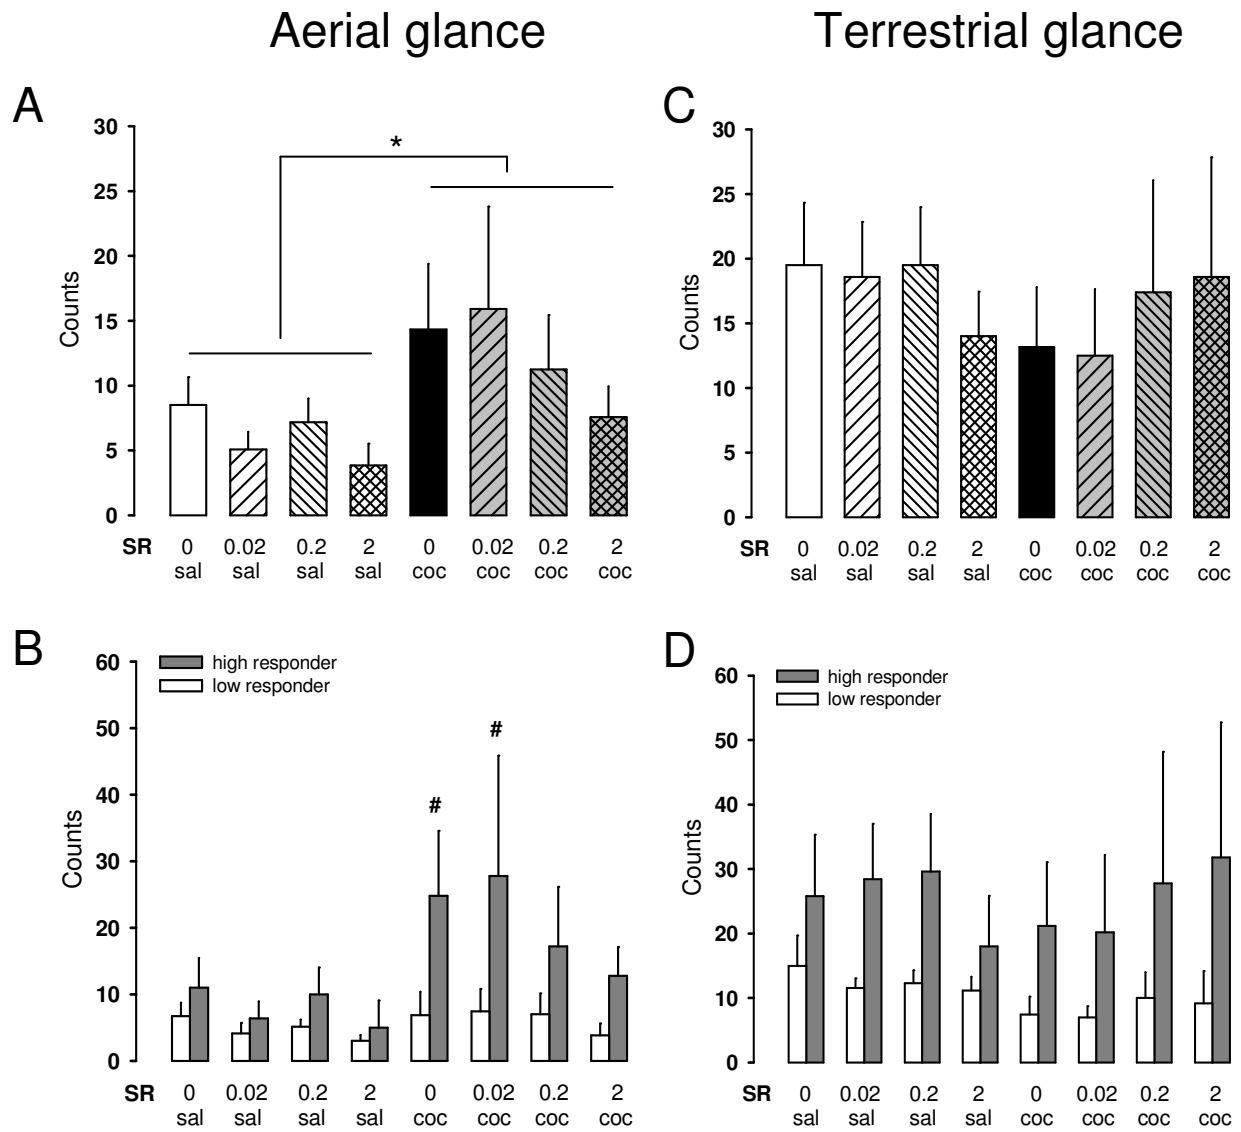 Aerial glance
Terrestrial glance
A
30
25
20
15
10
5
0
Counts
*
SR 0 0.02 0.2 2 0 0.02 0.2 2
sal sal sal sal coc coc coc coc
C
30
25
20
15
10
5
0
Counts
SR 0 0.02 0.2 2 0 0.02 0.2 2
sal sal sal sal coc coc coc coc
B
60
50
40
30
20
10
0
Counts
high responder
low responder
#
#
SR 0 0.02 0.2 2 0 0.02 0.2 2
sal sal sal sal coc coc coc coc
D
60
50
40
30
20
10
0
Counts
high responder
low responder
SR 0 0.02 0.2 2 0 0.02 0.2 2
sal sal sal sal coc coc coc coc